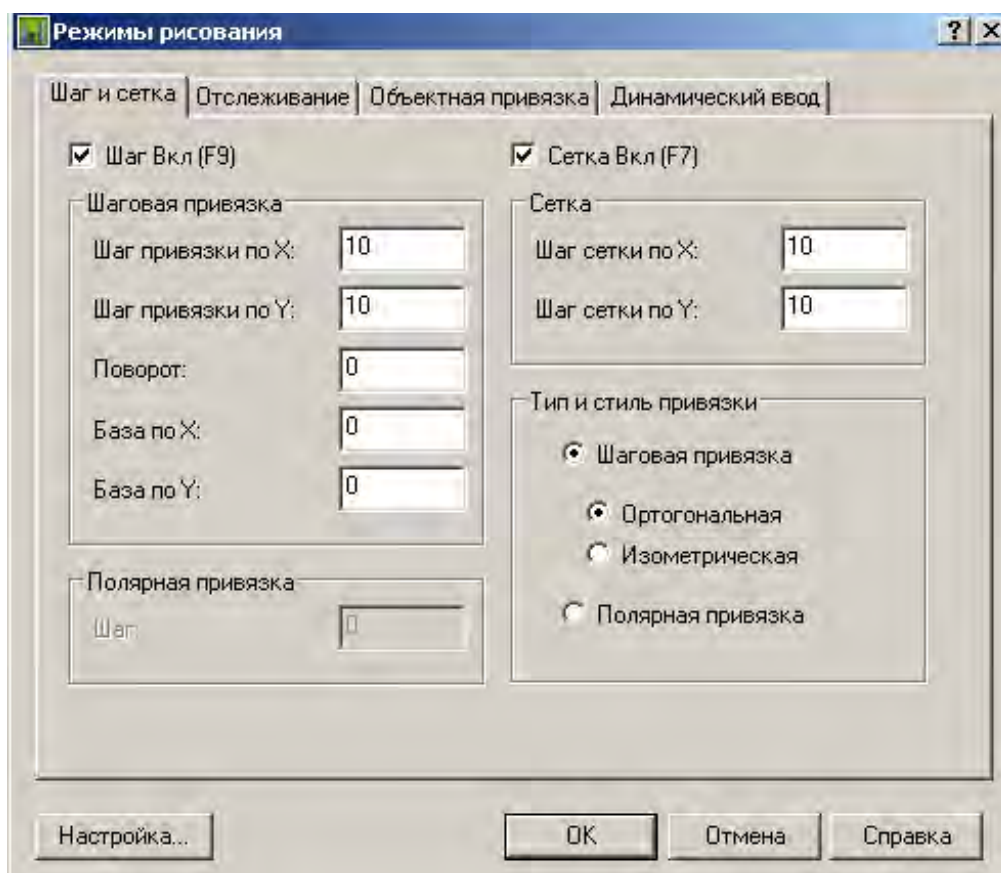 Режимы рисования
Шаг и сетка Отслеживание Объектная привязка Динамический ввод
Шаг Вкл (F9)
Шаговая привязка
Шаг привязки по X: 10
Шаг привязки по Y: 10
Поворот: 0
База по X: 0
База по Y: 0
Полярная привязка
Шаг: 0
Сетка Вкл (F7)
Сетка
Шаг сетки по X: 10
Шаг сетки по Y: 10
Тип и стиль привязки
Шаговая привязка
Ортогональная
Изометрическая
Полярная привязка
Настройка... OK Отмена Справка